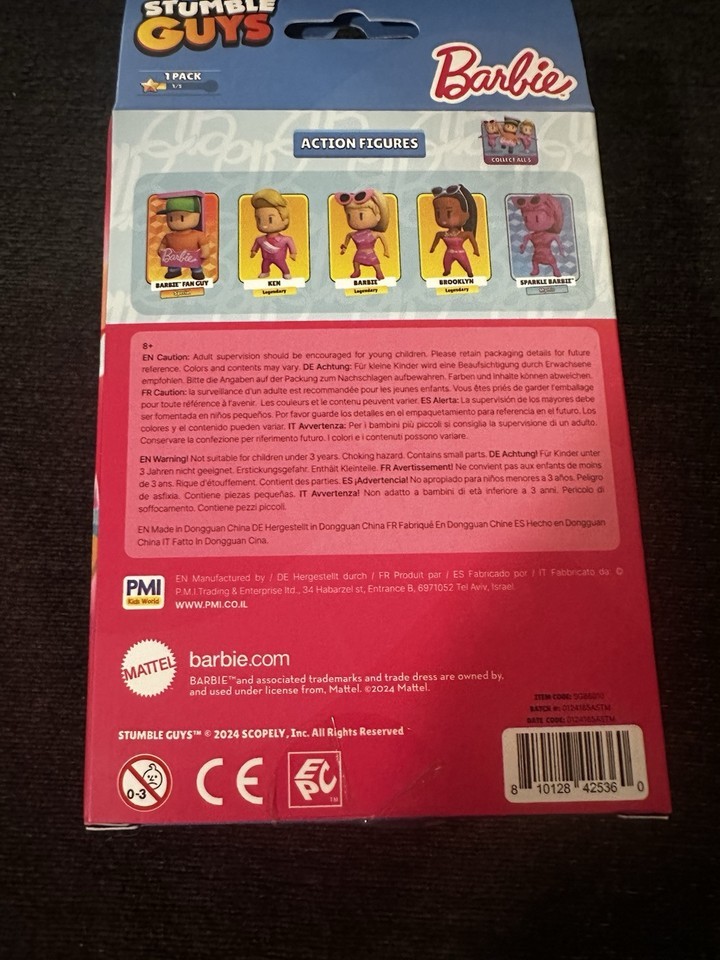 STUMBLE
GUYS
1 PACK
Barbie™
ACTION FIGURES
COLLECT ALL 5
Barbie
BARBIE™ FAN GUY
KEN
Legendary
BARBIE™
Legendary
BROOKLYN
Legendary
SPARKLE BARBIE™
8+
EN Caution: Adult supervision should be encouraged for young children. Please retain packaging details for future
reference. Colors and contents may vary. DE Achtung: Für kleine Kinder wird eine Beaufsichtigung durch Erwachsene
empfohlen. Bitte die Angaben auf der Packung zum Nachschlagen aufbewahren. Farben und Inhalte können abweichen.
FR Caution: la surveillance d'un adulte est recommandée pour les jeunes enfants. Vous êtes priés de garder l'emballage
pour toute référence à l'avenir. Les couleurs et le contenu peuvent varier. ES Alerta: La supervisión de los mayores debe
ser fomentada en niños pequeños. Por favor guarde los detalles en el empaquetamiento para referencia en el futuro. Los
colores y el contenido pueden variar. IT Avvertenza: Per i bambini più piccoli si consiglia la supervisione di un adulto.
Conservare la confezione per riferimento futuro. I colori e i contenuti possono variare.
EN Warning! Not suitable for children under 3 years. Choking hazard. Contains small parts. DE Achtung! Für Kinder unter
3 Jahren nicht geeignet. Erstickungsgefahr. Enthält Kleinteile. FR Avertissement! Ne convient pas aux enfants de moins
de 3 ans. Rique d'étouffement. Contient des parties. ES ¡Advertencia! No apropiado para niños menores a 3 años. Peligro
de asfixia. Contiene piezas pequeñas. IT Avvertenza! Non adatto a bambini di età inferiore a 3 anni. Pericolo di
soffocamento. Contiene pezzi piccoli.
EN Made in Dongguan China DE Hergestellt in Dongguan China FR Fabriqué En Dongguan Chine ES Hecho en Dongguan
China IT Fatto In Dongguan Cina.
PMI
Kids World
EN Manufactured by / DE Hergestellt durch / FR Produit par / ES Fabricado por / IT Fabbricato da: ©
P.M.I.Trading & Enterprise ltd., 34 Habarzel st, Entrance B, 6971052 Tel Aviv, Israel.
WWW.PMI.CO.IL
MATTEL
barbie.com
BARBIE™and associated trademarks and trade dress are owned by,
and used under license from, Mattel. ©2024 Mattel.
ITEM CODE:
BATCH #: 0124165ASTM
DATE CODE: 0124165ASTM
STUMBLE GUYS™ © 2024 SCOPELY, Inc. All Rights Reserved
0-3
CE
EPC™
8 10128 42536 0